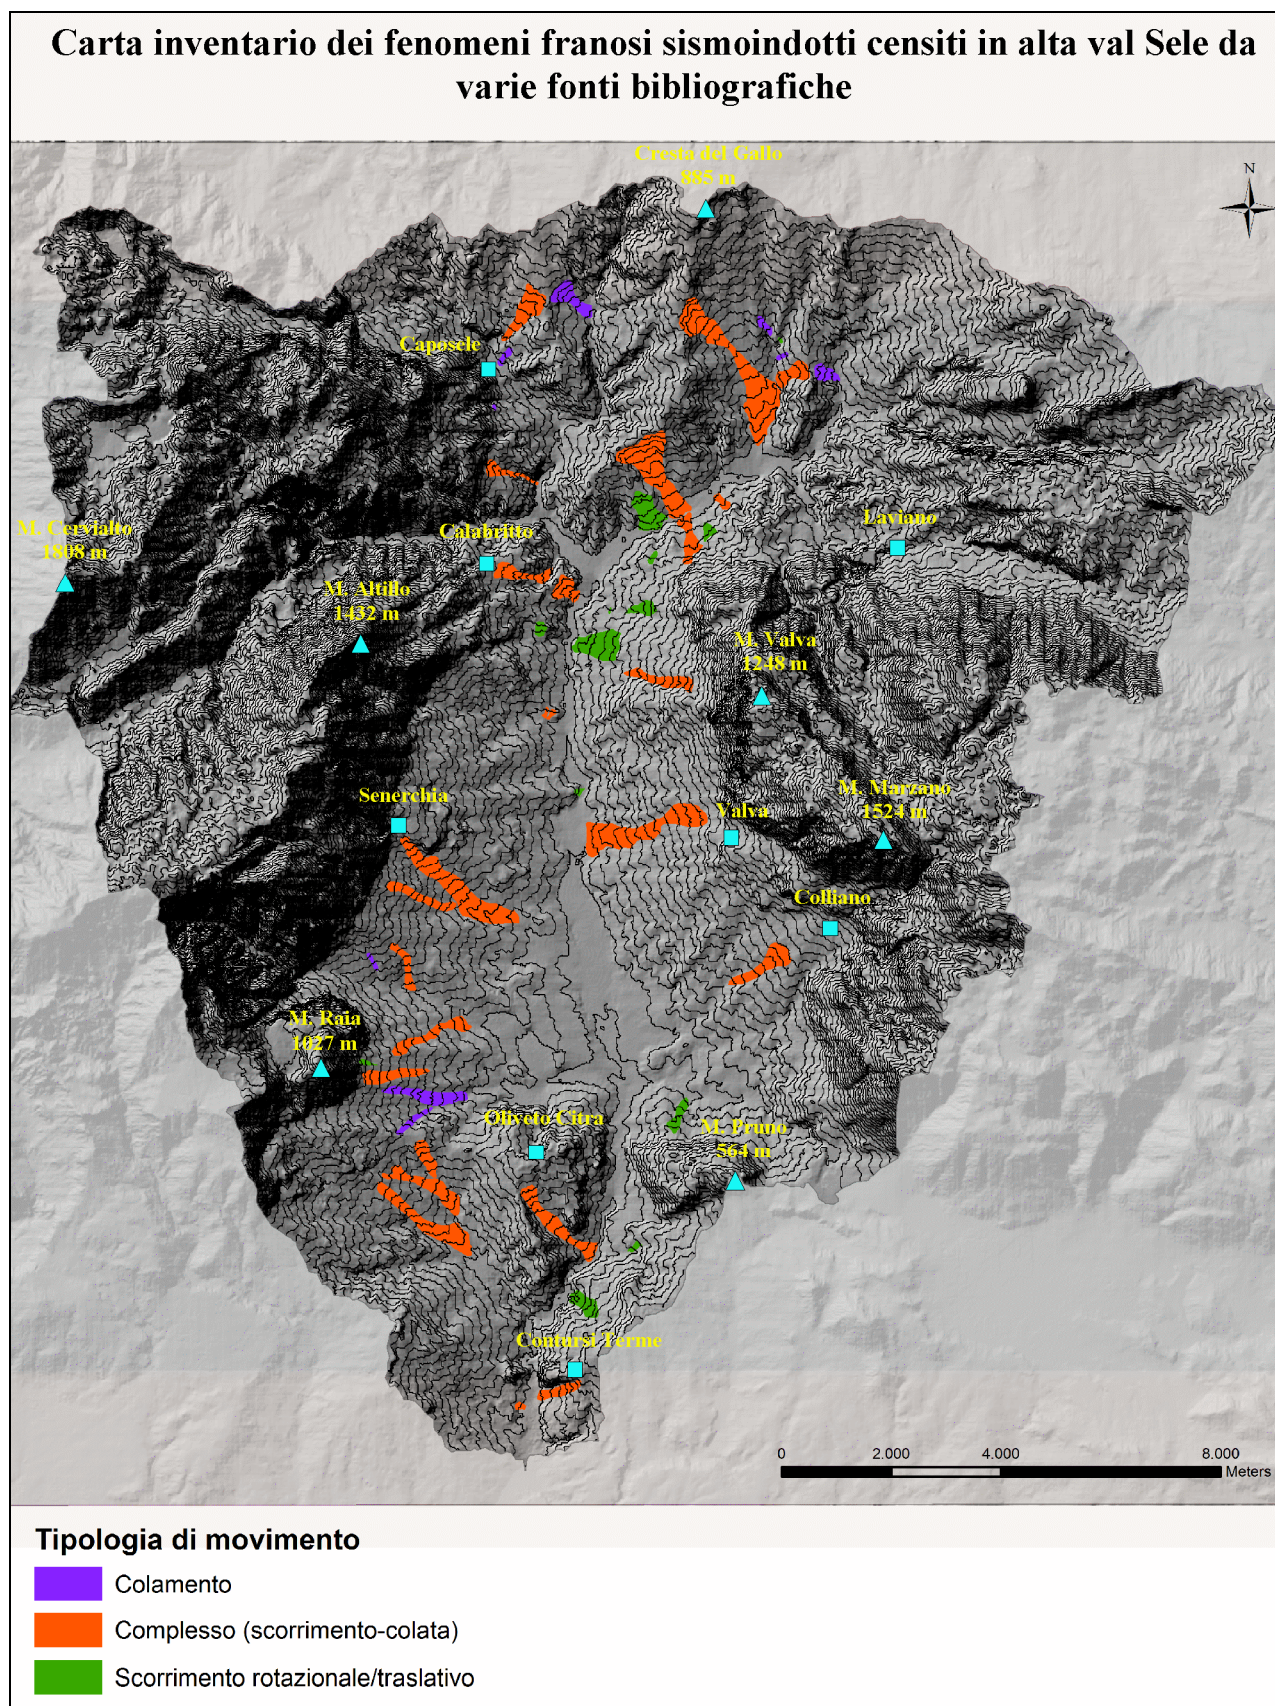 Carta inventario dei fenomeni franosi sismoindotti censiti in alta val Sele da
varie fonti bibliografiche
Cresta del Gallo
885 m
N
Caposele
M. Cervialto
1808 m
Calabritto
Laviano
M. Altillo
1432 m
M. Valva
1248 m
Senerchia
Valva
M. Marzano
1524 m
Colliano
M. Raia
1027 m
Oliveto Citra
M. Pruno
564 m
Contursi Terme
0 2.000 4.000 8.000
Meters
Tipologia di movimento
Colamento
Complesso (scorrimento-colata)
Scorrimento rotazionale/traslativo